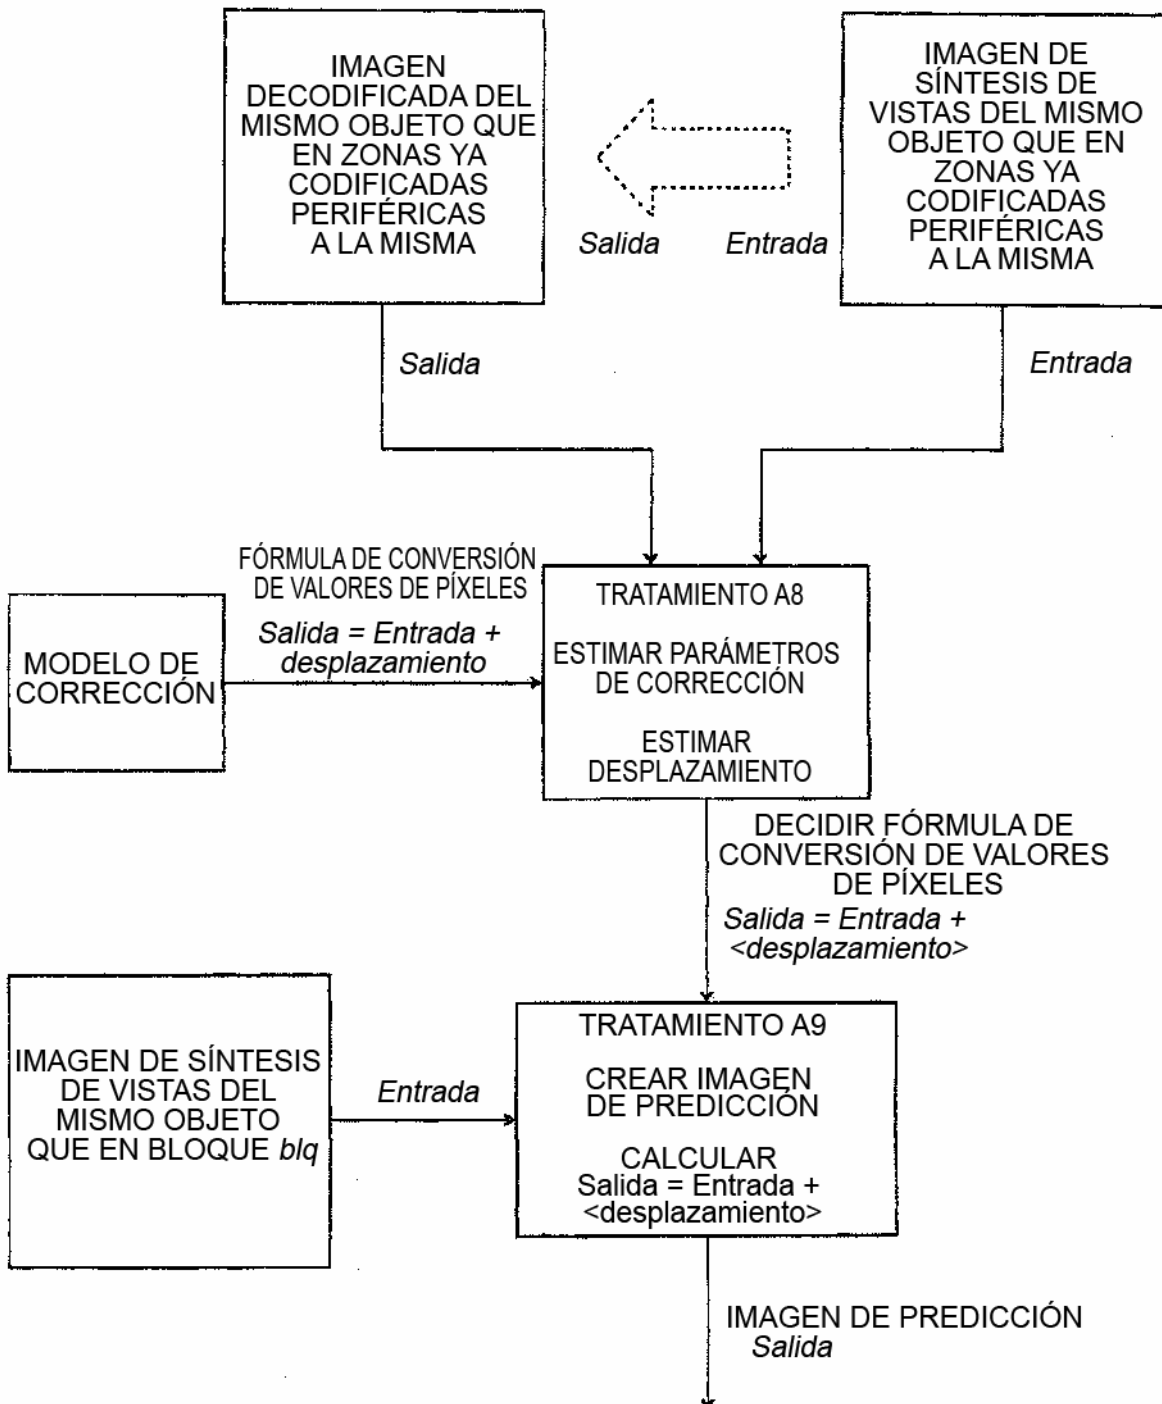 IMAGEN
DECODIFICADA DEL
MISMO OBJETO QUE
EN ZONAS YA
CODIFICADAS
PERIFÉRICAS
A LA MISMA
IMAGEN DE
SÍNTESIS DE
VISTAS DEL MISMO
OBJETO QUE EN
ZONAS YA
CODIFICADAS
PERIFÉRICAS
A LA MISMA
Salida
Entrada
Salida
Entrada
FÓRMULA DE CONVERSIÓN
DE VALORES DE PÍXELES
Salida = Entrada +
desplazamiento
MODELO DE
CORRECCIÓN
TRATAMIENTO A8
ESTIMAR PARÁMETROS
DE CORRECCIÓN
ESTIMAR
DESPLAZAMIENTO
DECIDIR FÓRMULA DE
CONVERSIÓN DE VALORES
DE PÍXELES
Salida = Entrada +
<desplazamiento>
IMAGEN DE SÍNTESIS
DE VISTAS DEL
MISMO OBJETO
QUE EN BLOQUE blq
Entrada
TRATAMIENTO A9
CREAR IMAGEN
DE PREDICCIÓN
CALCULAR
Salida = Entrada +
<desplazamiento>
IMAGEN DE PREDICCIÓN
Salida